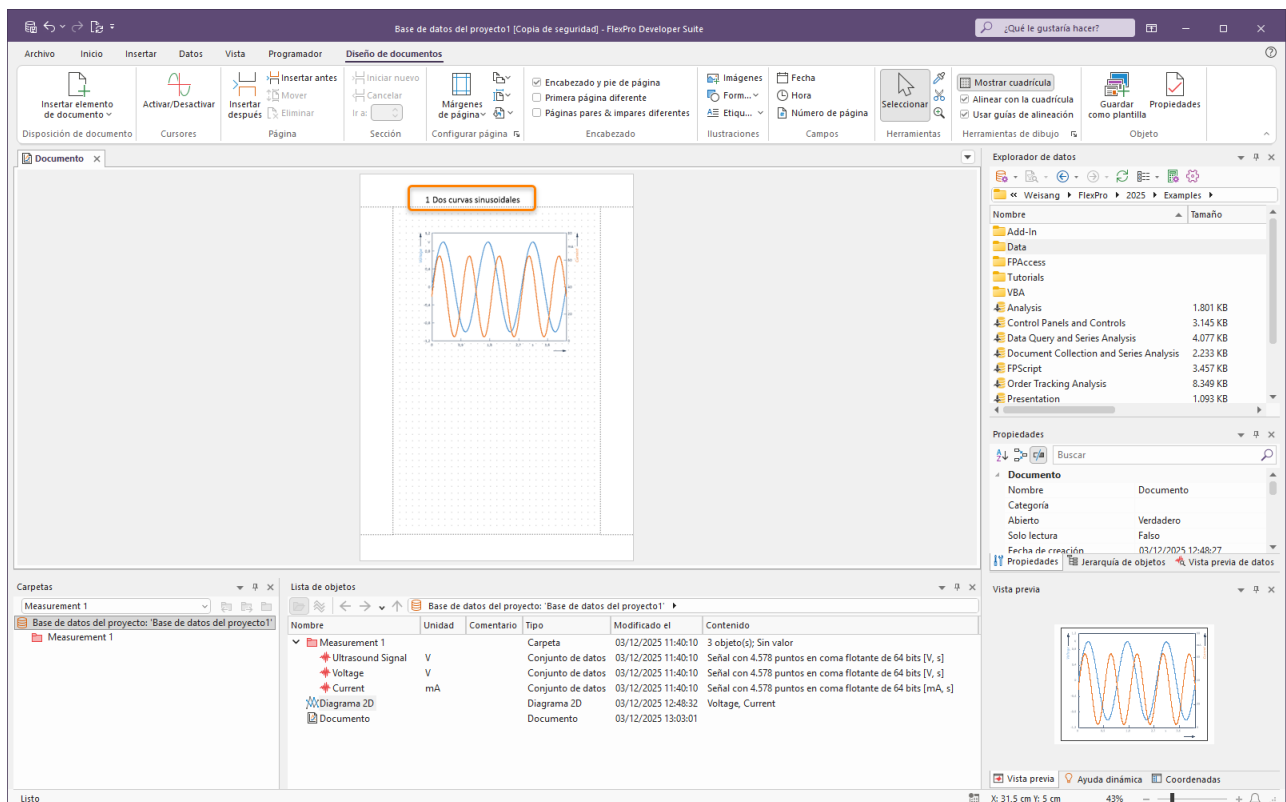 Base de datos del proyecto1 [Copia de seguridad] - FlexPro Developer Suite
¿Qué le gustaría hacer?
Archivo Inicio Insertar Datos Vista Programador Diseño de documentos
Insertar elemento de documento
Disposición de documento
Activar/Desactivar
Cursores
Insertar después
Insertar antes
Mover
Eliminar
Página
Iniciar nuevo
Cancelar
Ir a:
Sección
Márgenes de página
Configurar página
Encabezado y pie de página
Primera página diferente
Páginas pares & impares diferentes
Encabezado
Imágenes
Form...
Etiqu...
Ilustraciones
Fecha
Hora
Número de página
Campos
Seleccionar
Herramientas
Mostrar cuadrícula
Alinear con la cuadrícula
Usar guías de alineación
Herramientas de dibujo
Guardar como plantilla
Propiedades
Objeto
Documento
1 Dos curvas sinusoidales
Explorador de datos
« Weisang FlexPro 2025 Examples
Nombre Tamaño
Add-In
Data
FPAccess
Tutorials
VBA
Analysis 1.801 KB
Control Panels and Controls 3.145 KB
Data Query and Series Analysis 4.077 KB
Document Collection and Series Analysis 2.233 KB
FPScript 3.457 KB
Order Tracking Analysis 8.349 KB
Presentation 1.093 KB
Propiedades
Buscar
Documento
Nombre Documento
Categoría
Abierto Verdadero
Solo lectura Falso
Fecha de creación 03/12/2025 12:48:27
Propiedades Jerarquía de objetos Vista previa de datos
Carpetas
Measurement 1
Base de datos del proyecto: 'Base de datos del proyecto1'
Measurement 1
Lista de objetos
Base de datos del proyecto: 'Base de datos del proyecto1'
Nombre Unidad Comentario Tipo Modificado el Contenido
Measurement 1 Carpeta 03/12/2025 11:40:10 3 objeto(s); Sin valor
Ultrasound Signal V Conjunto de datos 03/12/2025 11:40:10 Señal con 4.578 puntos en coma flotante de 64 bits [V, s]
Voltage V Conjunto de datos 03/12/2025 11:40:10 Señal con 4.578 puntos en coma flotante de 64 bits [V, s]
Current mA Conjunto de datos 03/12/2025 11:40:10 Señal con 4.578 puntos en coma flotante de 64 bits [mA, s]
Diagrama 2D Diagrama 2D 03/12/2025 12:48:32 Voltage, Current
Documento Documento 03/12/2025 13:03:01
Vista previa
Vista previa Ayuda dinámica Coordenadas
Listo
X: 31,5 cm Y: 5 cm 43%